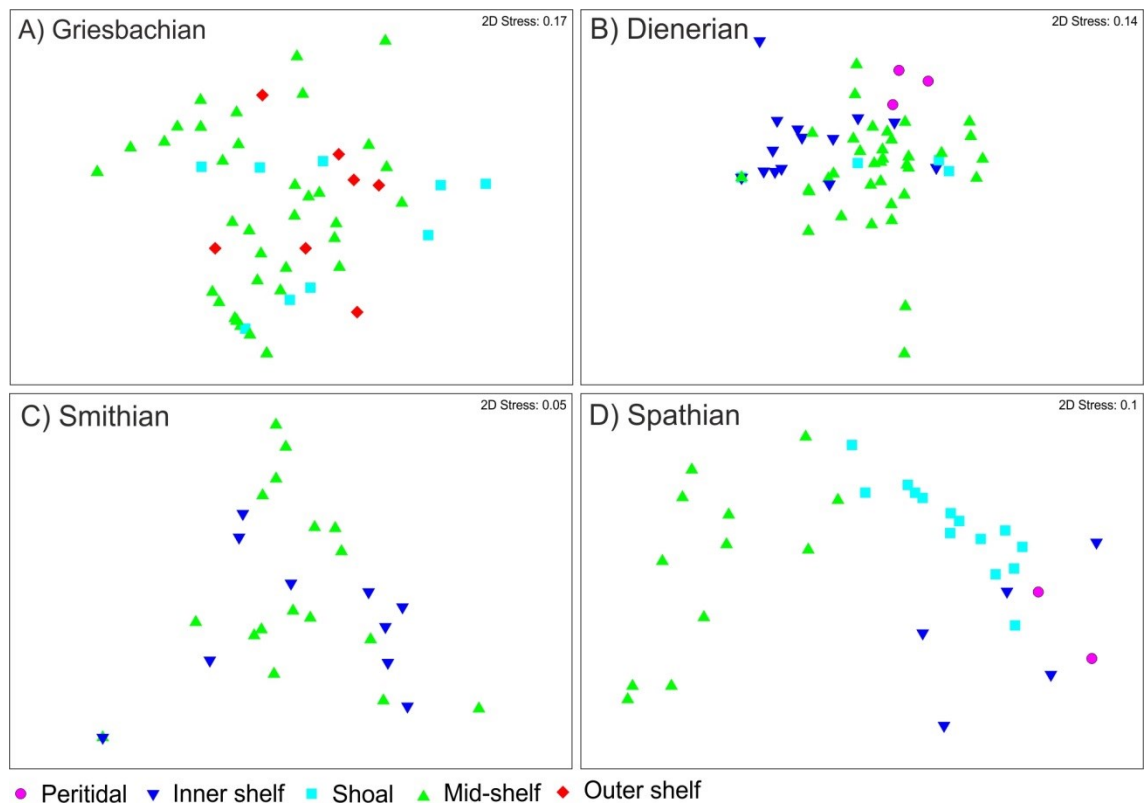 A) Griesbachian
2D Stress: 0.17
B) Dienerian
2D Stress: 0.14
C) Smithian
2D Stress: 0.05
D) Spathian
2D Stress: 0.1
Peritidal Inner shelf Shoal Mid-shelf Outer shelf